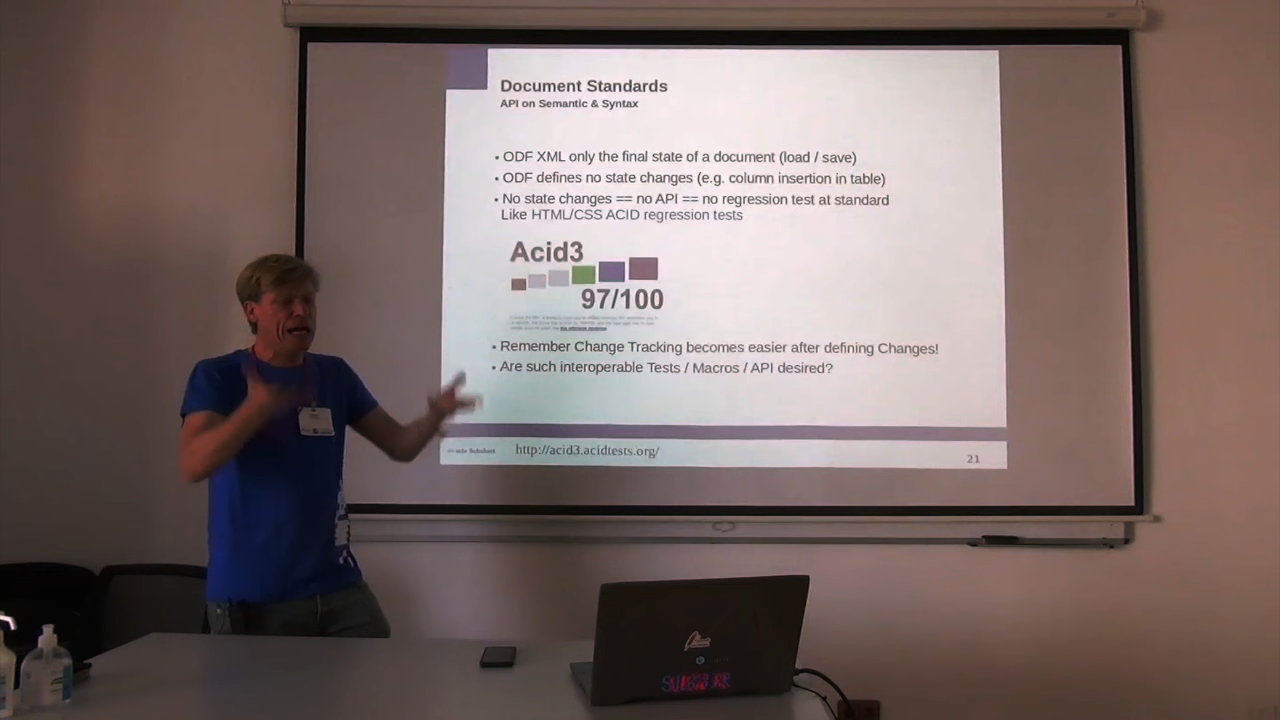 Document Standards
API on Semantic & Syntax
• ODF XML only the final state of a document (load / save)
• ODF defines no state changes (e.g. column insertion in table)
• No state changes == no API == no regression test at standard
Like HTML/CSS ACID regression tests
Acid3
97/100
• Remember Change Tracking becomes easier after defining Changes!
• Are such interoperable Tests / Macros / API desired?
http://acid3.acidtests.org/
21